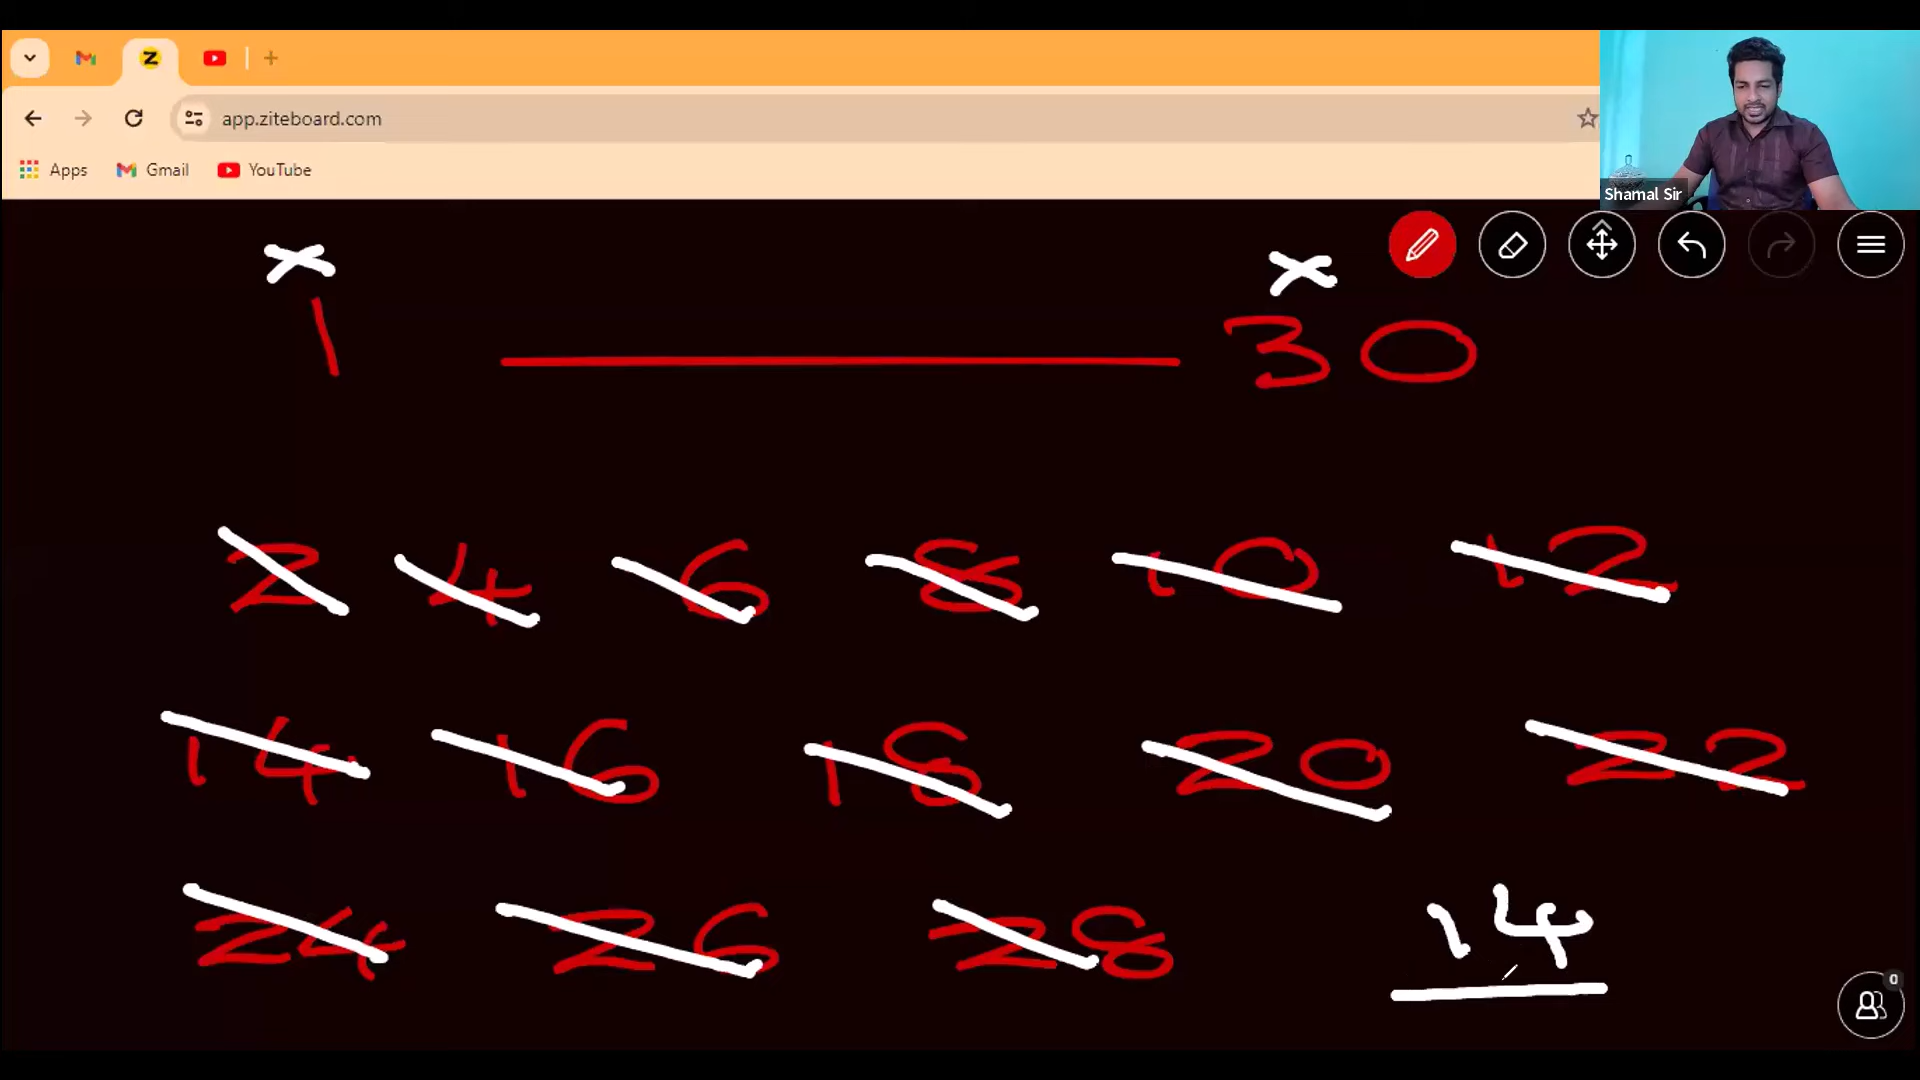 app.ziteboard.com
Apps Gmail YouTube
Shamal Sir
× ×
1 — 30
2 4 6 8 10 12
14 16 18 20 22
24 26 28 14
0